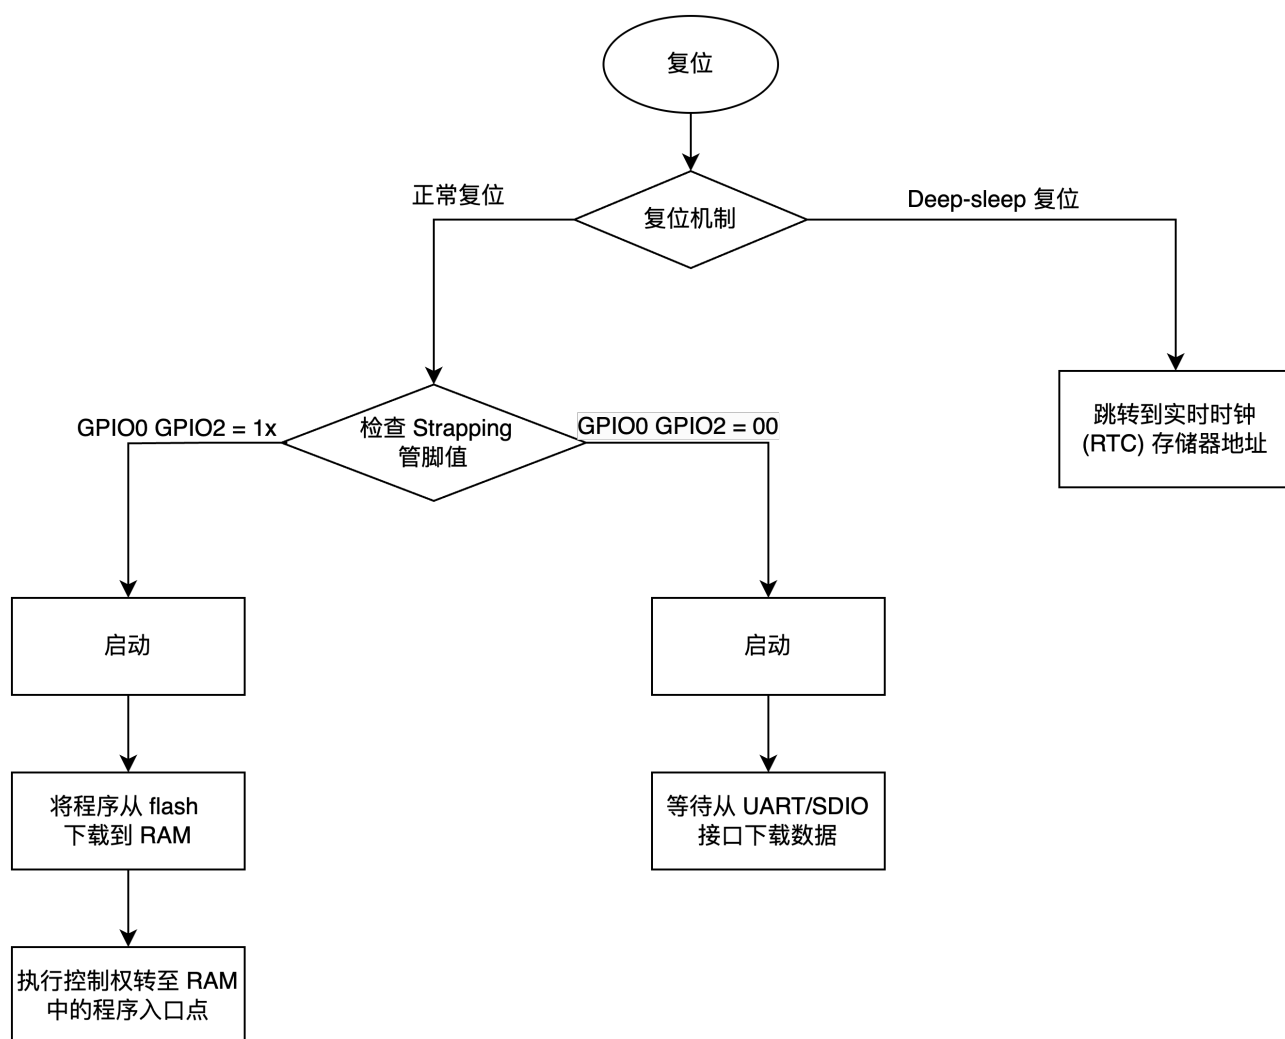 复位
正常复位
复位机制
Deep-sleep 复位
GPIO0 GPIO2 = 1x
检查 Strapping
管脚值
GPIO0 GPIO2 = 00
跳转到实时时钟
(RTC) 存储器地址
启动
启动
将程序从 flash
下载到 RAM
等待从 UART/SDIO
接口下载数据
执行控制权转至 RAM
中的程序入口点